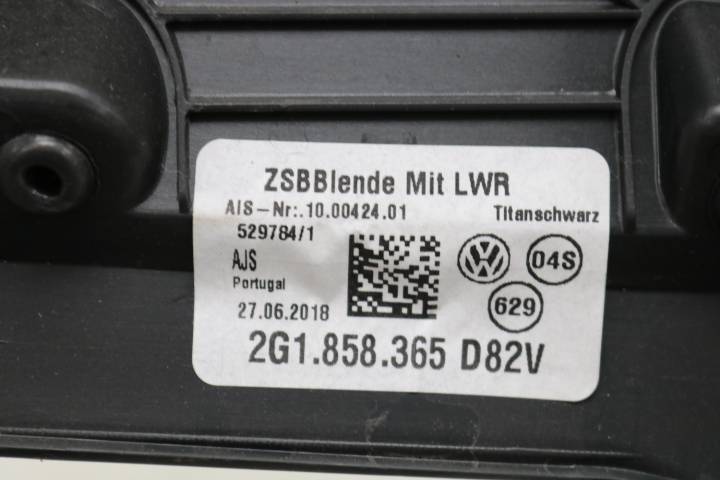 ZSBBlende Mit LWR
AIS-Nr:.10.00424.01 Titanschwarz
529784/1
AJS
Portugal
27.06.2018
04S
629
2G1.858.365 D82V